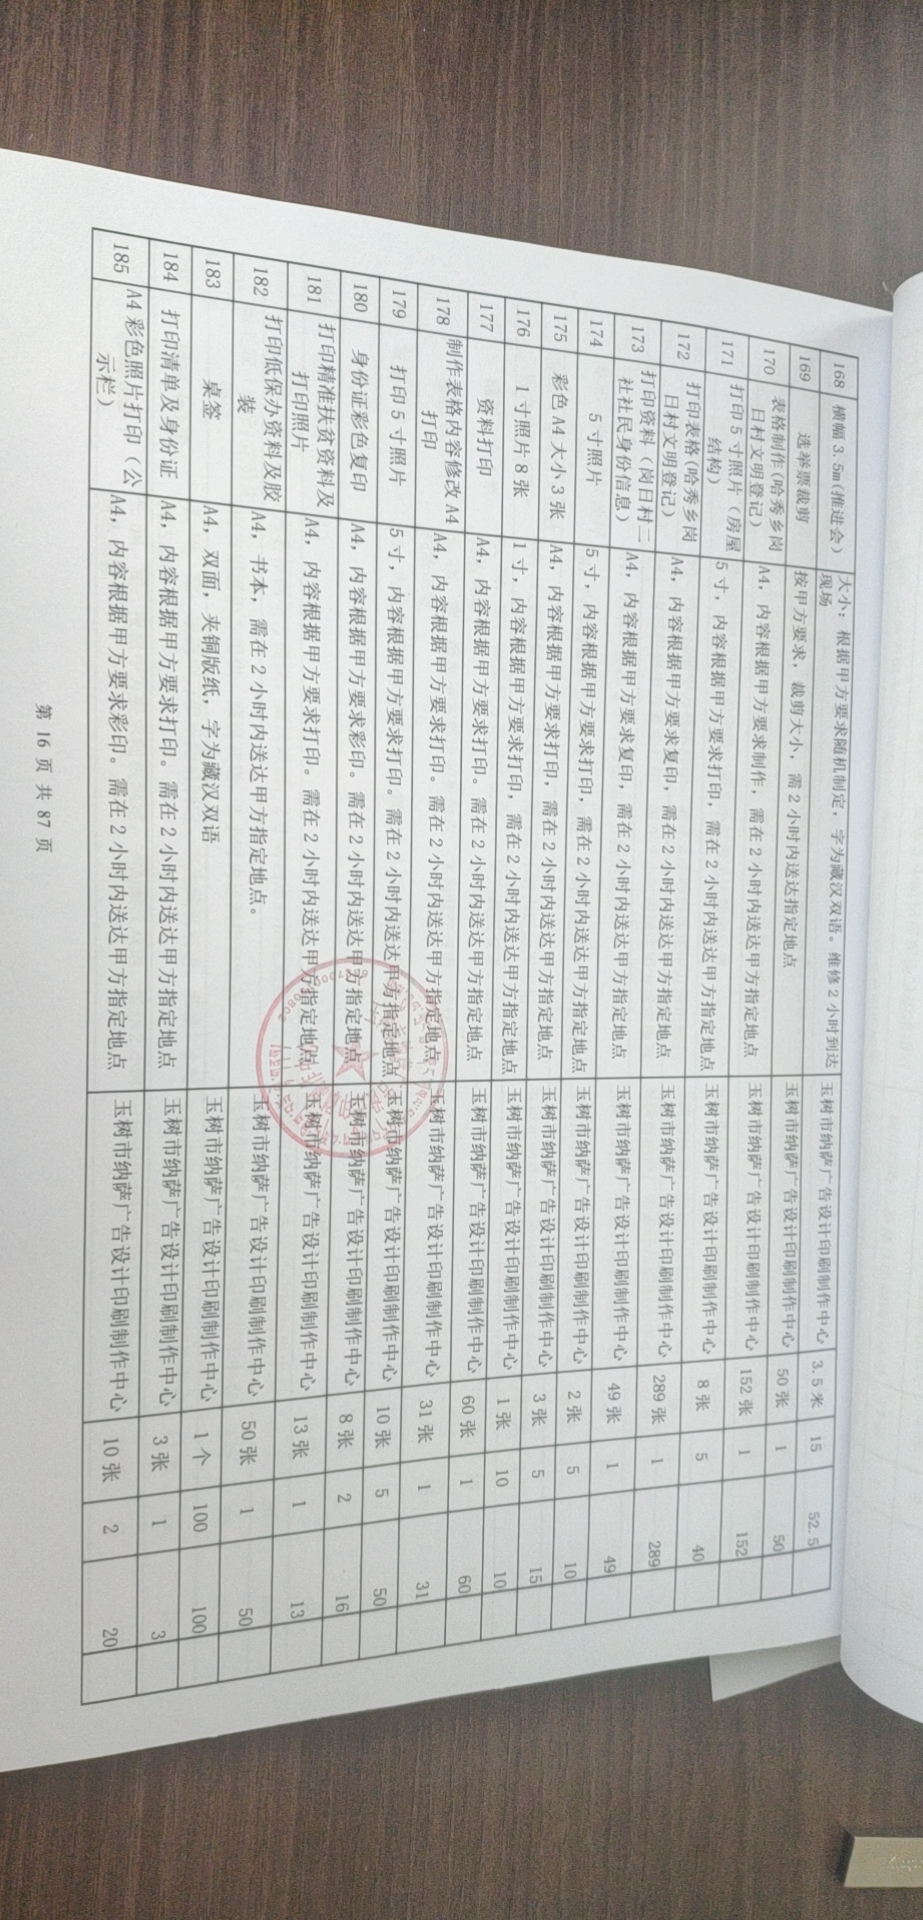 168 横幅 3.5m(推进会) 大小：根据甲方要求随机制定，字为藏汉双语。维修 2 小时到达现场 玉树市纳萨广告设计印刷制作中心 3.5 米 15 52.5
169 选举票裁剪 按甲方要求，裁剪大小，需 2 小时内送达指定地点 玉树市纳萨广告设计印刷制作中心 50 张 1 50
170 表格制作(哈秀乡岗日村文明登记) A4，内容根据甲方要求制作，需在 2 小时内送达甲方指定地点 玉树市纳萨广告设计印刷制作中心 152 张 1 152
171 打印 5 寸照片（房屋结构） 5 寸，内容根据甲方要求打印，需在 2 小时内送达甲方指定地点 玉树市纳萨广告设计印刷制作中心 8 张 5 40
172 打印表格(哈秀乡岗日村文明登记) A4，内容根据甲方要求复印，需在 2 小时内送达甲方指定地点 玉树市纳萨广告设计印刷制作中心 289 张 1 289
173 打印资料（岗日村二社社民身份信息） A4，内容根据甲方要求复印，需在 2 小时内送达甲方指定地点 玉树市纳萨广告设计印刷制作中心 49 张 1 49
174 5 寸照片 5 寸，内容根据甲方要求打印，需在 2 小时内送达甲方指定地点 玉树市纳萨广告设计印刷制作中心 2 张 5 10
175 彩色 A4 大小 3 张 A4，内容根据甲方要求打印，需在 2 小时内送达甲方指定地点 玉树市纳萨广告设计印刷制作中心 3 张 5 15
176 1 寸照片 8 张 1 寸，内容根据甲方要求打印，需在 2 小时内送达甲方指定地点 玉树市纳萨广告设计印刷制作中心 1 张 10 10
177 资料打印 A4，内容根据甲方要求打印。需在 2 小时内送达甲方指定地点 玉树市纳萨广告设计印刷制作中心 60 张 1 60
178 制作表格内容修改 A4 打印 A4，内容根据甲方要求打印。需在 2 小时内送达甲方指定地点 玉树市纳萨广告设计印刷制作中心 31 张 1 31
179 打印 5 寸照片 5 寸，内容根据甲方要求打印。需在 2 小时内送达甲方指定地点 玉树市纳萨广告设计印刷制作中心 10 张 5 50
180 身份证彩色复印 A4，内容根据甲方要求彩印。需在 2 小时内送达甲方指定地点 玉树市纳萨广告设计印刷制作中心 8 张 2 16
181 打印精准扶贫资料及打印照片 A4，内容根据甲方要求打印。需在 2 小时内送达甲方指定地点 玉树市纳萨广告设计印刷制作中心 13 张 1 13
182 打印低保办资料及胶装 A4，书本，需在 2 小时内送达甲方指定地点。 玉树市纳萨广告设计印刷制作中心 50 张 1 50
183 桌签 A4，双面，夹铜版纸，字为藏汉双语 玉树市纳萨广告设计印刷制作中心 1 个 100 100
184 打印清单及身份证 A4，内容根据甲方要求打印。需在 2 小时内送达甲方指定地点 玉树市纳萨广告设计印刷制作中心 3 张 1 3
185 A4 彩色照片打印（公示栏） A4，内容根据甲方要求彩印。需在 2 小时内送达甲方指定地点 玉树市纳萨广告设计印刷制作中心 10 张 2 20
第 16 页 共 87 页